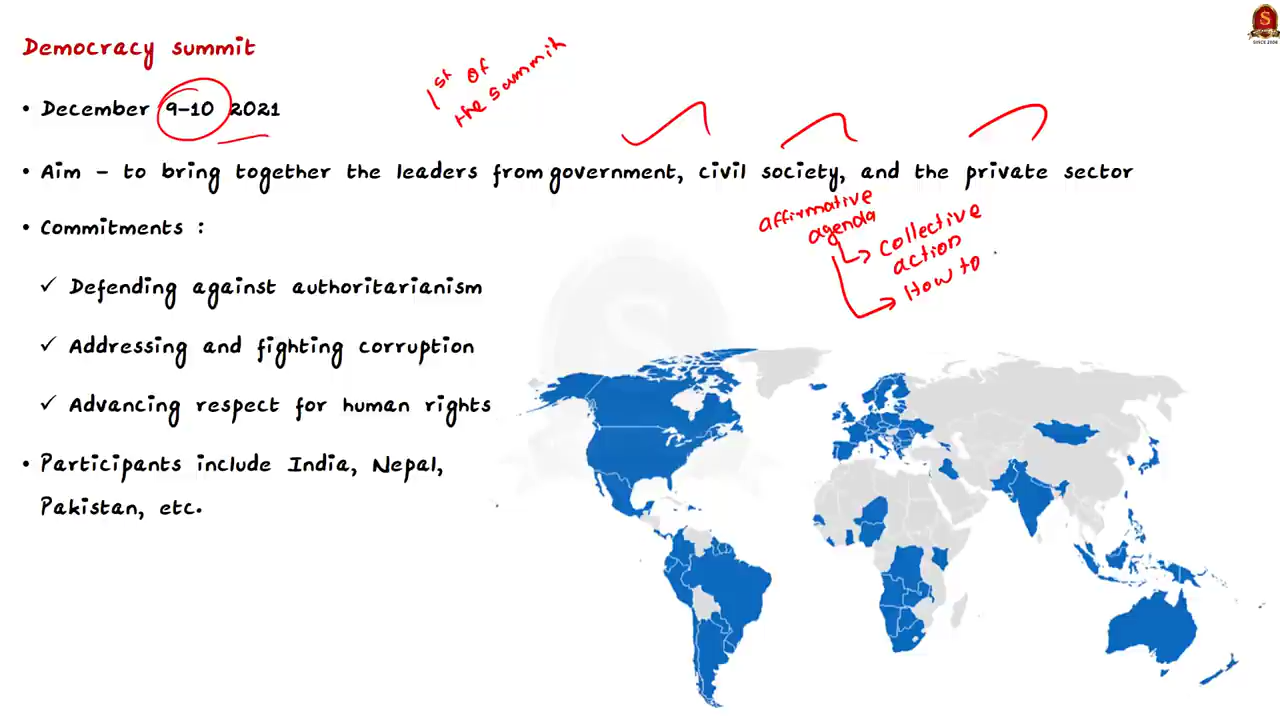 Democracy summit
• December 9-10 2021
1st of
the summit
• Aim - to bring together the leaders from government, civil society, and the private sector
affirmative
agenda
collective
action
How to
• Commitments :
✓ Defending against authoritarianism
✓ Addressing and fighting corruption
✓ Advancing respect for human rights
• Participants include India, Nepal,
Pakistan, etc.
S
SINCE 2004